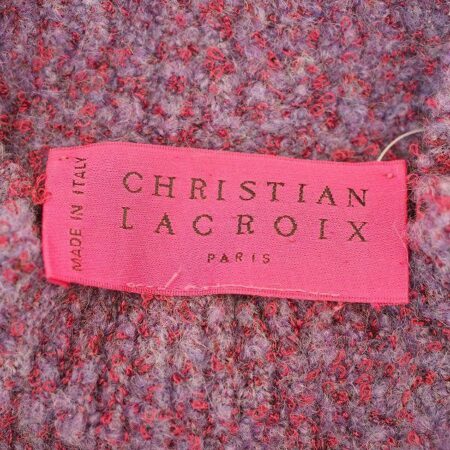 MADE IN ITALY
CHRISTIAN
LACROIX
PARIS